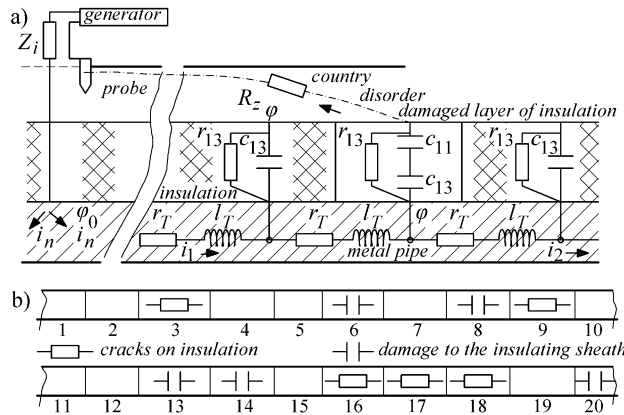 a)
generator
Z_i
probe
country
disorder
R_z
damaged layer of insulation
φ
r_13 c_13 r_13 c_11 r_13 c_13
c_13
insulation
φ_0 r_T l_T r_T l_T φ r_T l_T
i_n i_n i_1 metal pipe i_2
b)
1 2 3 4 5 6 7 8 9 10
cracks on insulation damage to the insulating sheath
11 12 13 14 15 16 17 18 19 20